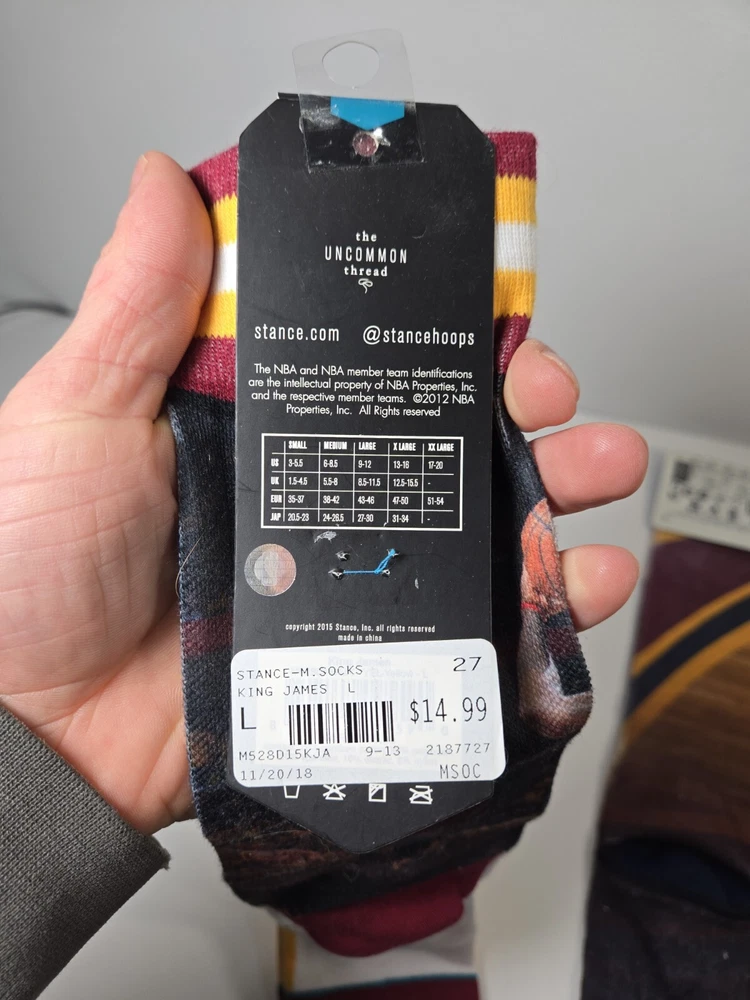 the
UNCOMMON
thread
stance.com @stancehoops
The NBA and NBA member team identifications
are the intellectual property of NBA Properties, Inc.
and the respective member teams. ©2012 NBA
Properties, Inc. All Rights reserved
SMALL MEDIUM LARGE X LARGE XX LARGE
US 3-5.5 6-8.5 9-12 13-16 17-20
UK 1.5-4.5 5.5-8 8.5-11.5 12.5-15.5 -
EUR 35-37 38-42 43-46 47-50 51-54
JAP 20.5-23 24-26.5 27-30 31-34 -
copyright 2015 Stance, Inc. all rights reserved
made in china
STANCE-M.SOCKS 27
KING JAMES L
L $14.99
M528D15KJA 9-13 2187727
11/20/18 MSOC